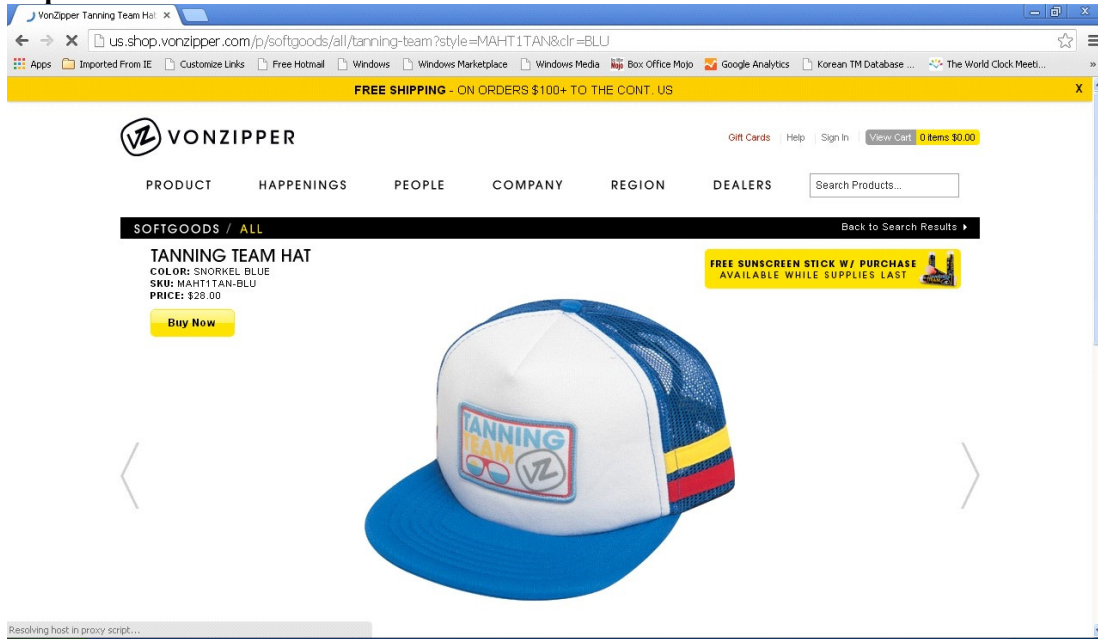 VonZipper Tanning Team Hat
us.shop.vonzipper.com/p/softgoods/all/tanning-team?style=MAHT1TAN&clr=BLU
Apps Imported From IE Customize Links Free Hotmail Windows Windows Marketplace Windows Media Box Office Mojo Google Analytics Korean TM Database ... The World Clock Meeti... »
FREE SHIPPING - ON ORDERS $100+ TO THE CONT. US X
VZ VONZIPPER
Gift Cards Help Sign In View Cart 0 items $0.00
PRODUCT HAPPENINGS PEOPLE COMPANY REGION DEALERS Search Products...
SOFTGOODS / ALL Back to Search Results
TANNING TEAM HAT
COLOR: SNORKEL BLUE
SKU: MAHT1TAN-BLU
PRICE: $28.00
Buy Now
FREE SUNSCREEN STICK W/ PURCHASE
AVAILABLE WHILE SUPPLIES LAST
TANNING
TEAM
VZ
Resolving host in proxy script...